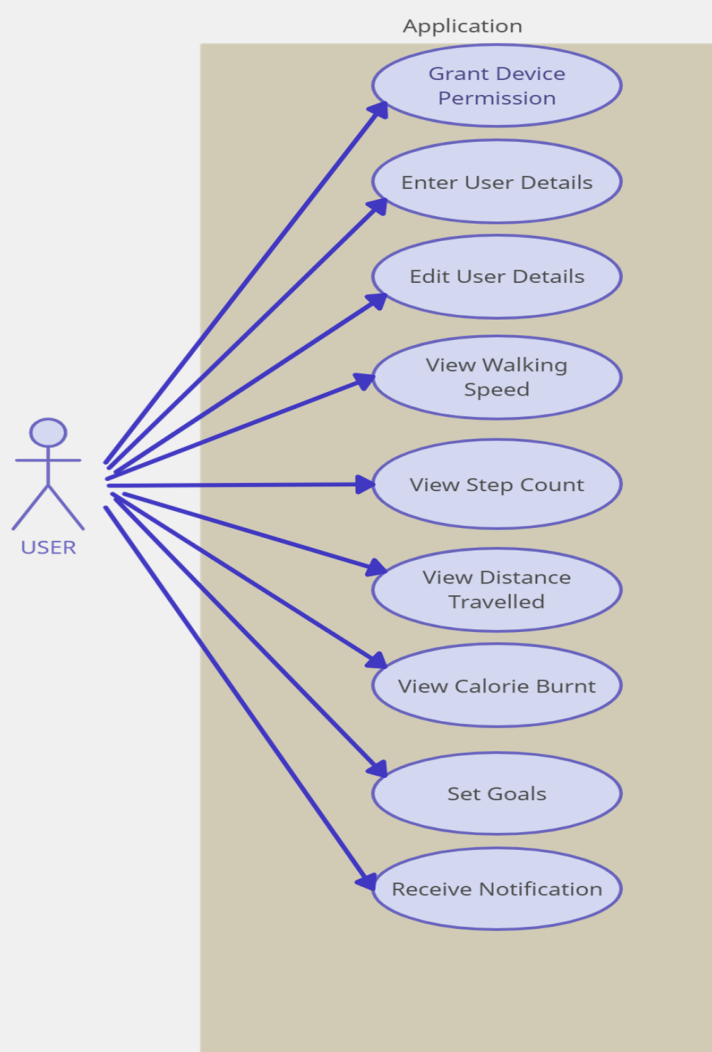 Application
Grant Device
Permission
Enter User Details
Edit User Details
View Walking
Speed
View Step Count
USER
View Distance
Travelled
View Calorie Burnt
Set Goals
Receive Notification